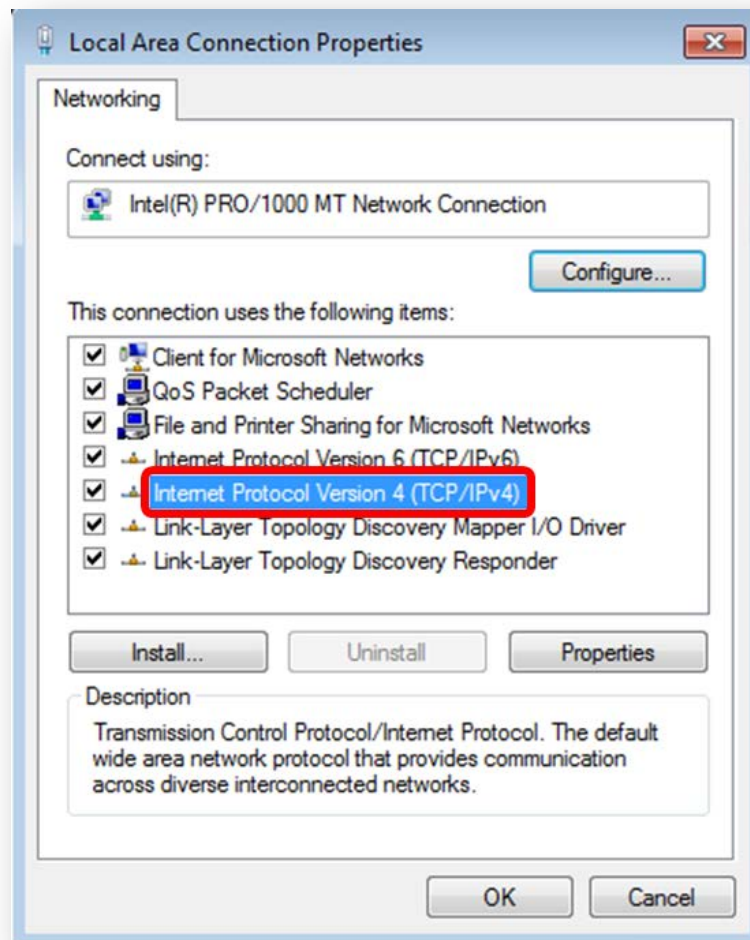 Local Area Connection Properties
Networking
Connect using:
Intel(R) PRO/1000 MT Network Connection
Configure...
This connection uses the following items:
Client for Microsoft Networks
QoS Packet Scheduler
File and Printer Sharing for Microsoft Networks
Internet Protocol Version 6 (TCP/IPv6)
Internet Protocol Version 4 (TCP/IPv4)
Link-Layer Topology Discovery Mapper I/O Driver
Link-Layer Topology Discovery Responder
Install... Uninstall Properties
Description
Transmission Control Protocol/Internet Protocol. The default
wide area network protocol that provides communication
across diverse interconnected networks.
OK Cancel